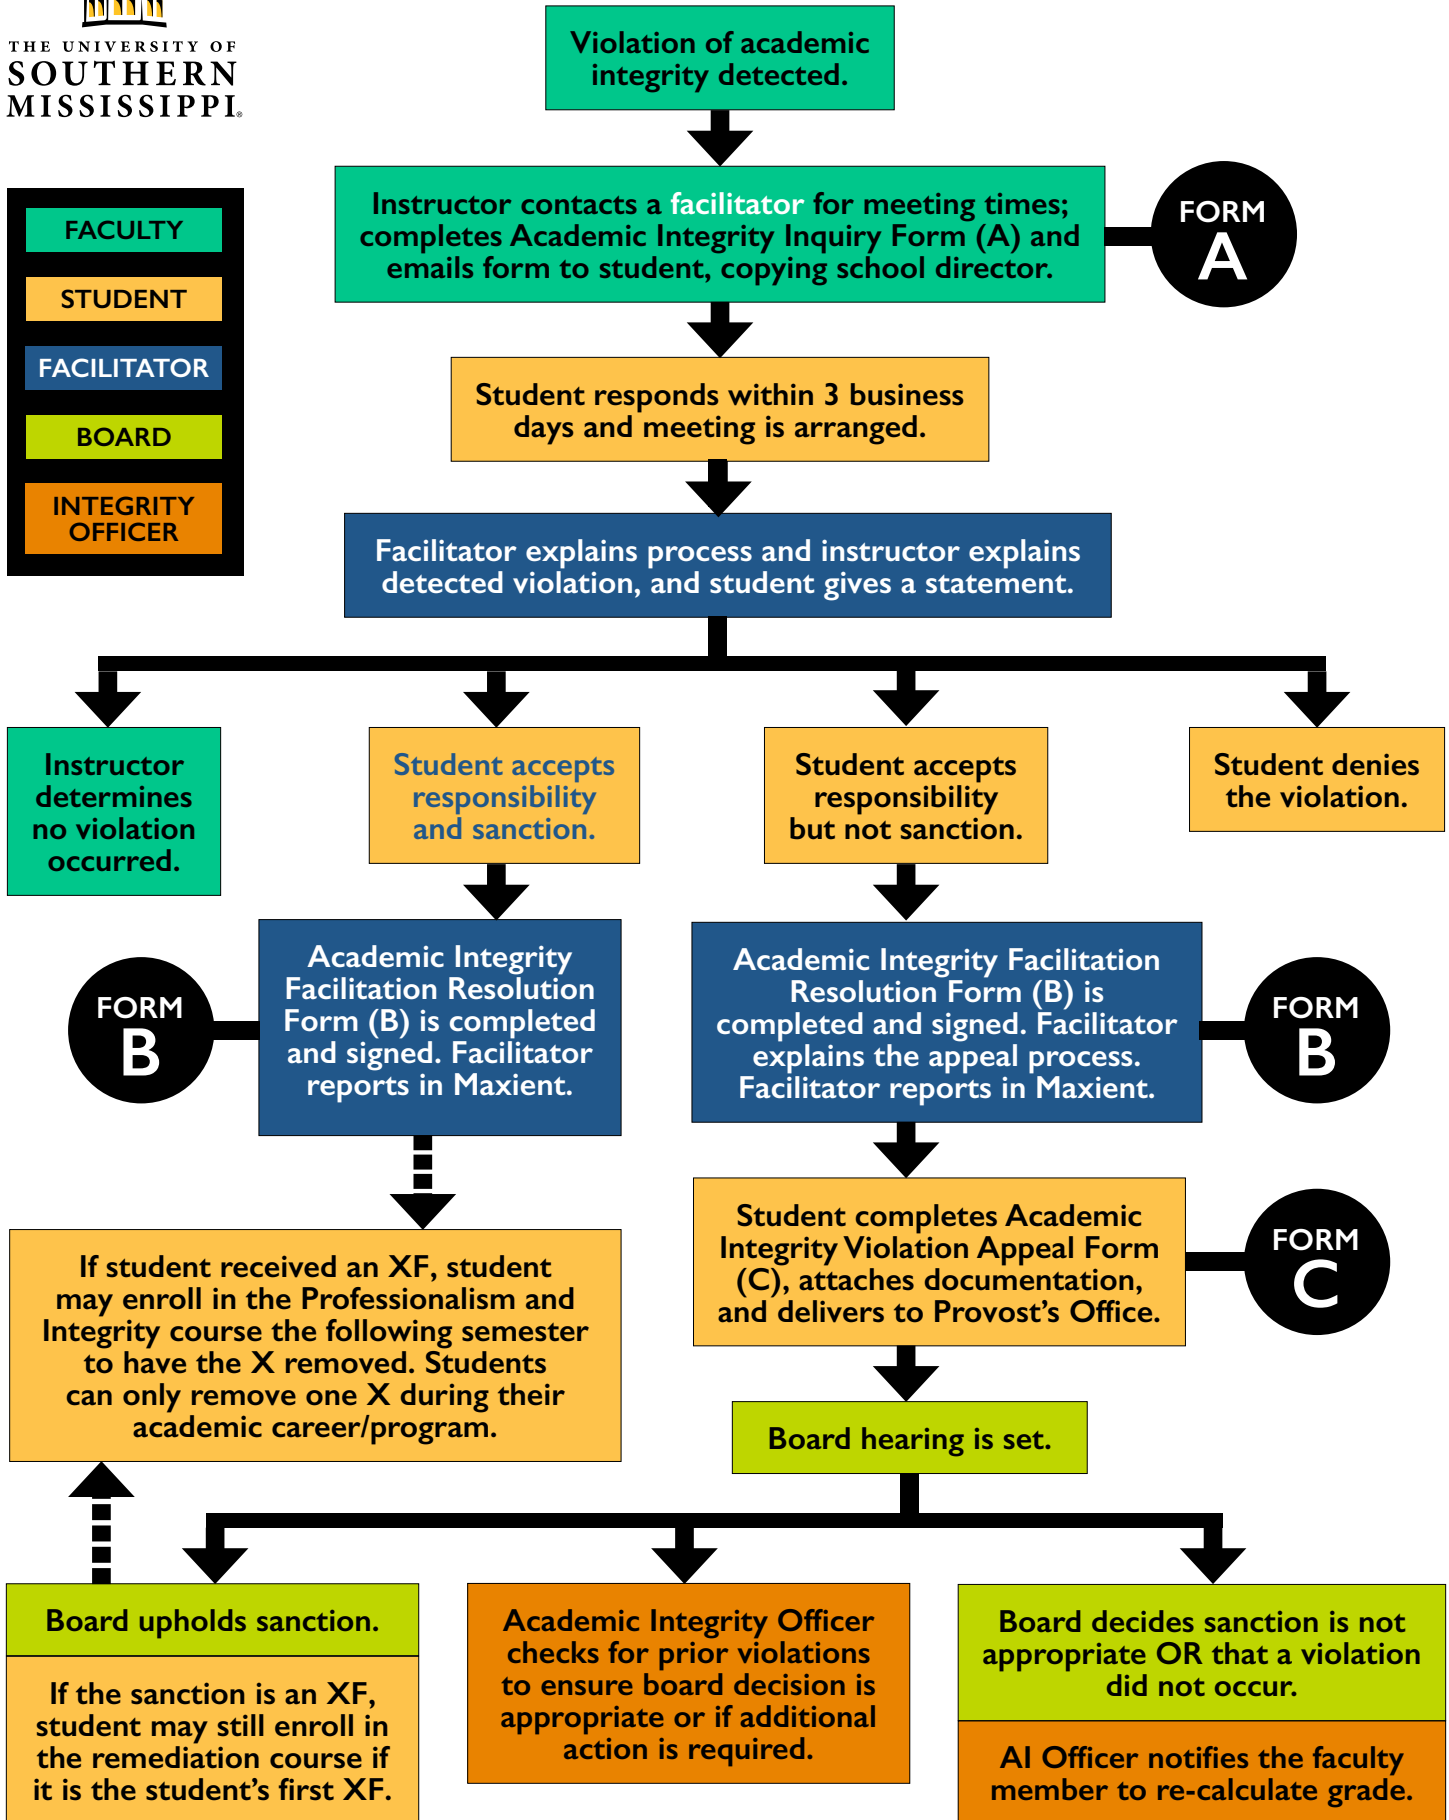 THE UNIVERSITY OF
SOUTHERN
MISSISSIPPI®
FACULTY
STUDENT
FACILITATOR
BOARD
INTEGRITY
OFFICER
Violation of academic
integrity detected.
Instructor contacts a facilitator for meeting times;
completes Academic Integrity Inquiry Form (A) and
emails form to student, copying school director.
FORM
A
Student responds within 3 business
days and meeting is arranged.
Facilitator explains process and instructor explains
detected violation, and student gives a statement.
Instructor
determines
no violation
occurred.
Student accepts
responsibility
and sanction.
Student accepts
responsibility
but not sanction.
Student denies
the violation.
FORM
B
Academic Integrity
Facilitation Resolution
Form (B) is completed
and signed. Facilitator
reports in Maxient.
Academic Integrity Facilitation
Resolution Form (B) is
completed and signed. Facilitator
explains the appeal process.
Facilitator reports in Maxient.
FORM
B
If student received an XF, student
may enroll in the Professionalism and
Integrity course the following semester
to have the X removed. Students
can only remove one X during their
academic career/program.
Student completes Academic
Integrity Violation Appeal Form
(C), attaches documentation,
and delivers to Provost's Office.
FORM
C
Board hearing is set.
Board upholds sanction.
If the sanction is an XF,
student may still enroll in
the remediation course if
it is the student's first XF.
Academic Integrity Officer
checks for prior violations
to ensure board decision is
appropriate or if additional
action is required.
Board decides sanction is not
appropriate OR that a violation
did not occur.
AI Officer notifies the faculty
member to re-calculate grade.